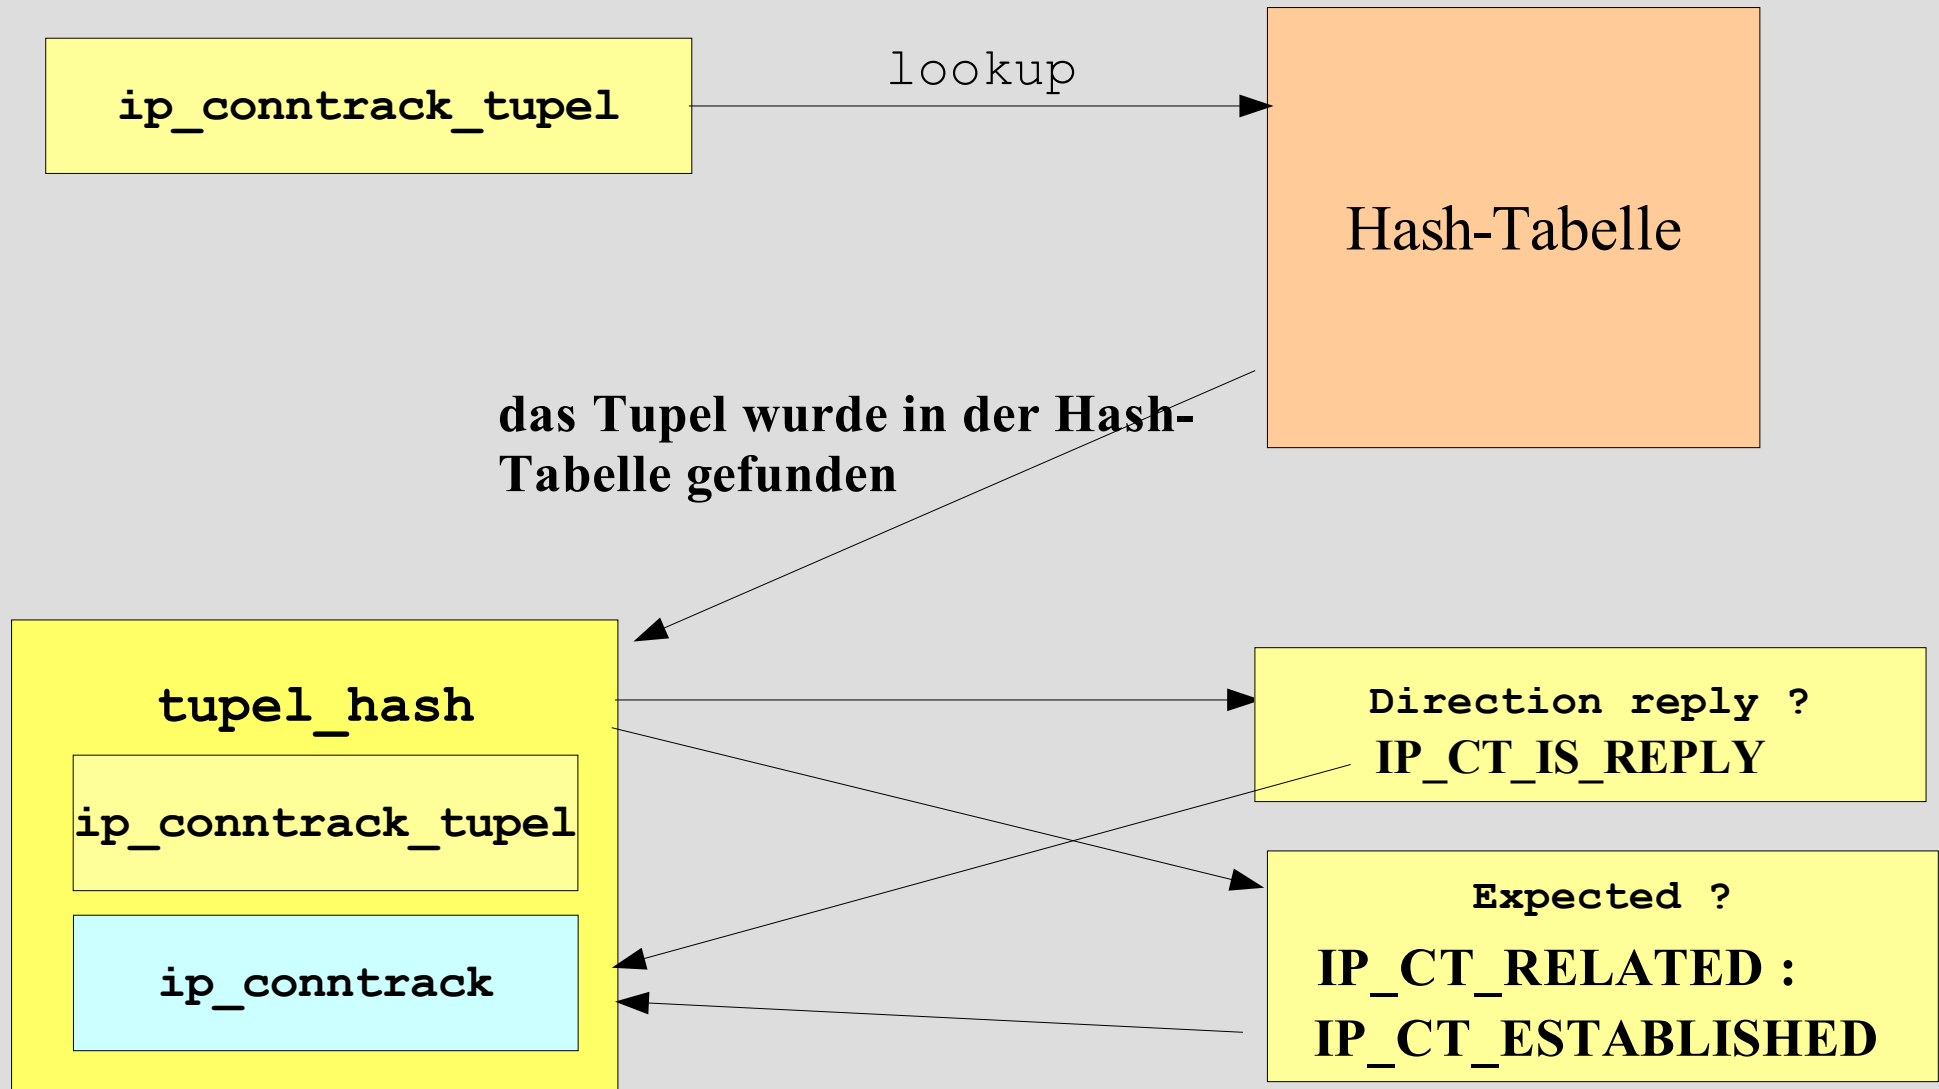 ip_conntrack_tupel
lookup
Hash-Tabelle
das Tupel wurde in der Hash-
Tabelle gefunden
tupel_hash
ip_conntrack_tupel
ip_conntrack
Direction reply ?
IP_CT_IS_REPLY
Expected ?
IP_CT_RELATED :
IP_CT_ESTABLISHED